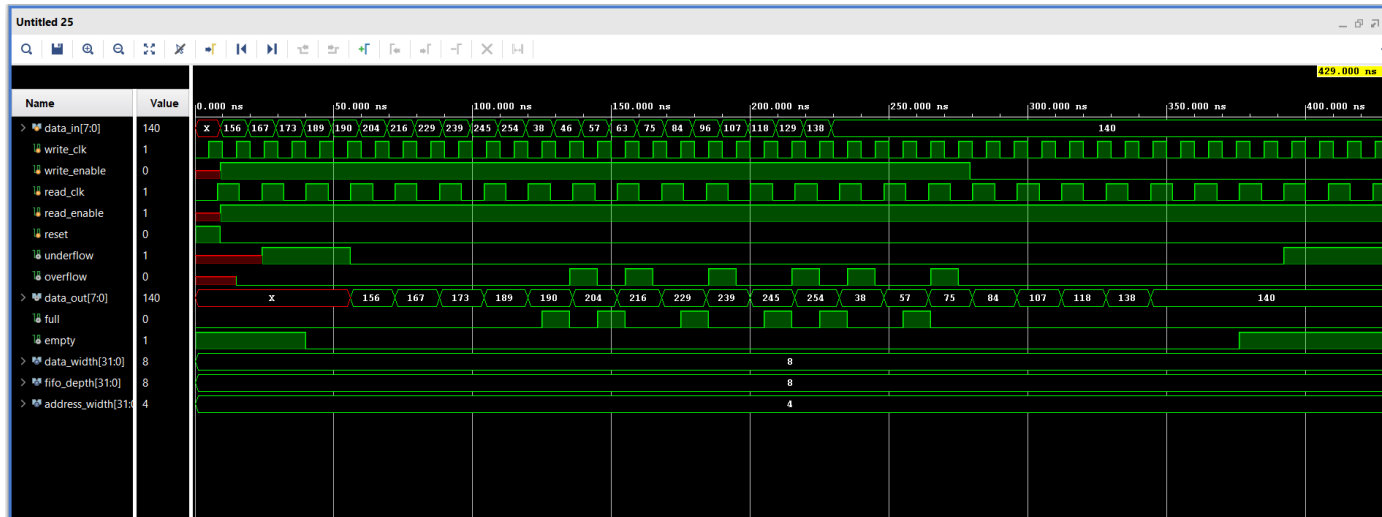 Untitled 25
429.000 ns
Name Value 0.000 ns 50.000 ns 100.000 ns 150.000 ns 200.000 ns 250.000 ns 300.000 ns 350.000 ns 400.000 ns
data_in[7:0] 140 X 156 167 173 189 190 204 216 229 239 245 254 38 46 57 63 75 84 96 107 118 129 138 140
write_clk 1
write_enable 0
read_clk 1
read_enable 1
reset 0
underflow 1
overflow 0
data_out[7:0] 140 X 156 167 173 189 190 204 216 229 239 245 254 38 57 75 84 107 118 138 140
full 0
empty 1
data_width[31:0] 8 8
fifo_depth[31:0] 8 8
address_width[31:0 4 4